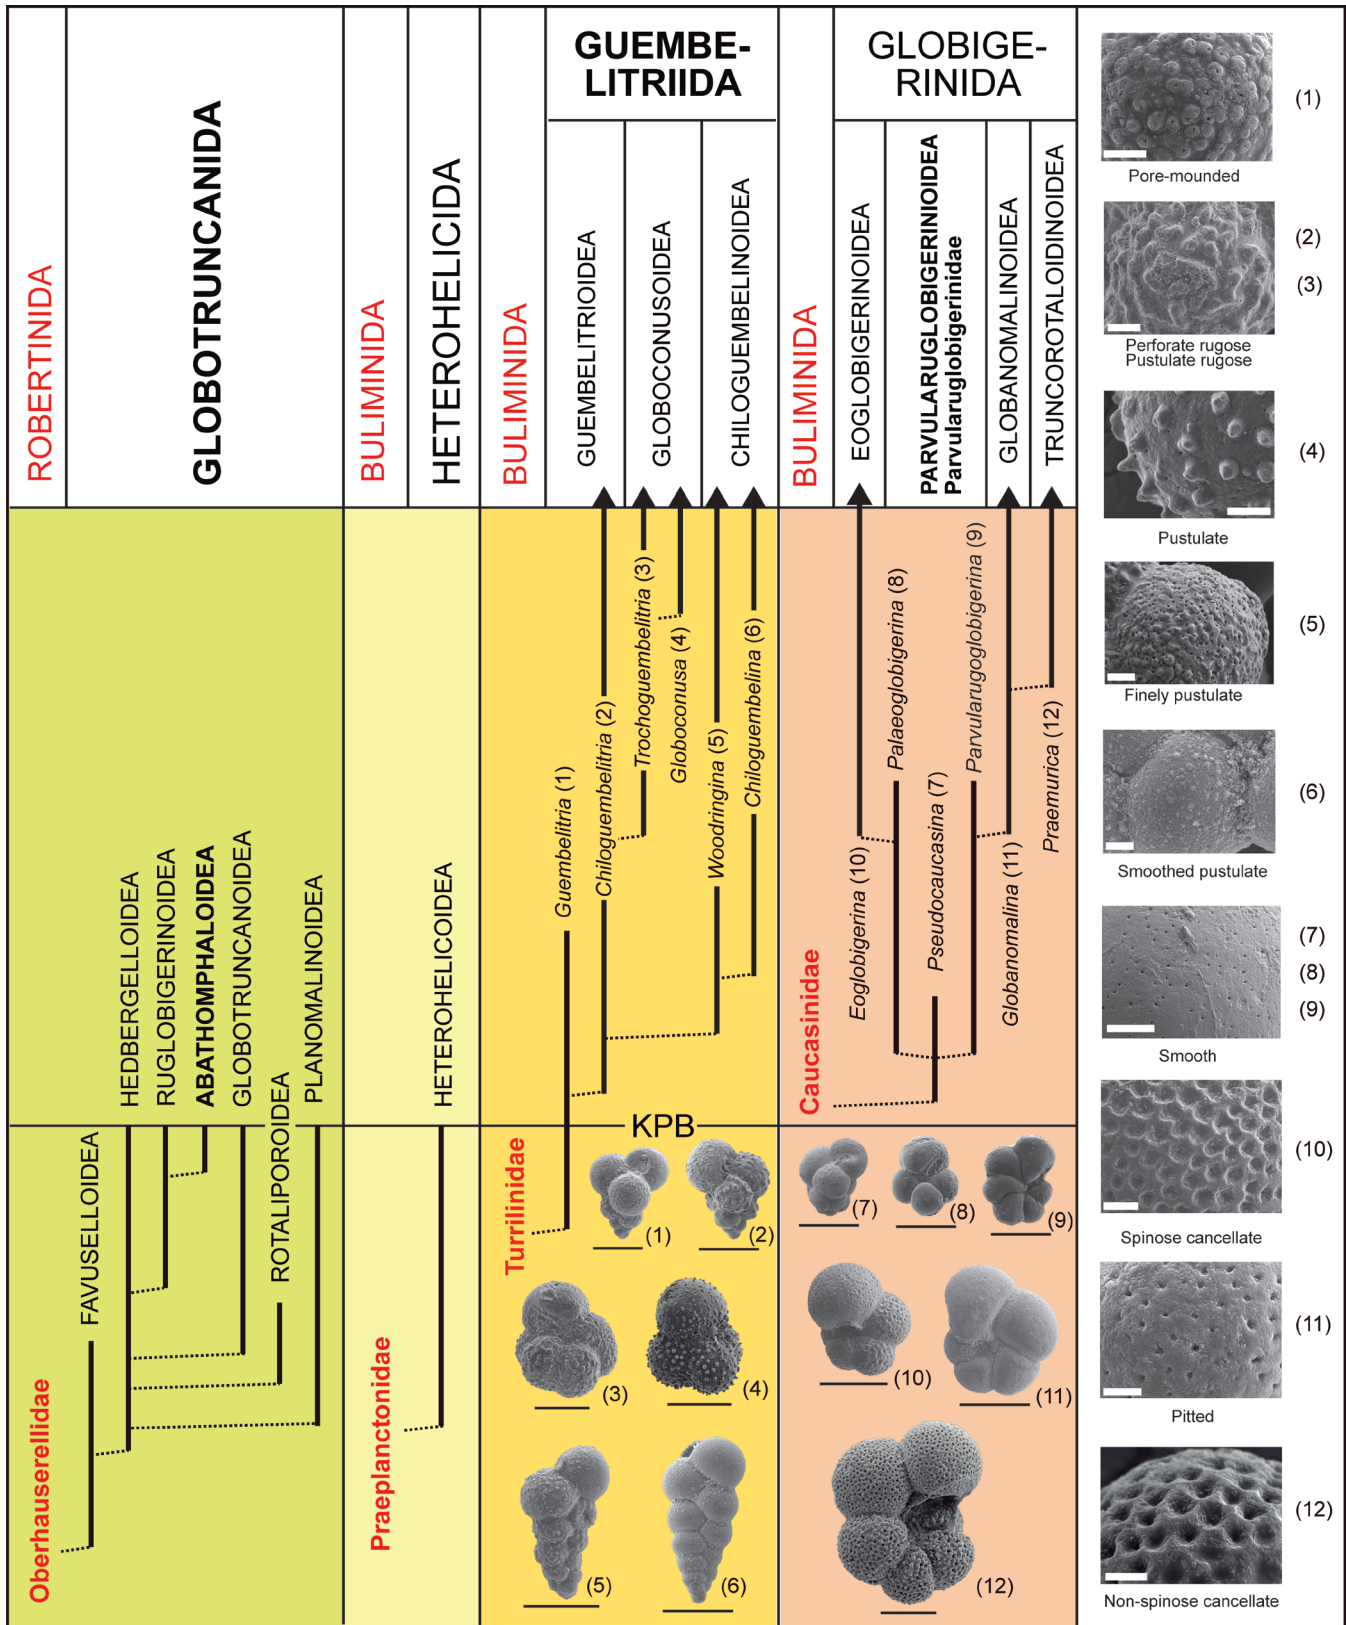 ROBERTINIDA
GLOBOTRUNCANIDA
BULIMINIDA
HETEROHELICIDA
BULIMINIDA
GUEMBE-
LITRIIDA
GUEMBELITRIOIDEA
GLOBOCONUSOIDEA
CHILOGUEMBELINOIDEA
BULIMINIDA
GLOBIGE-
RINIDA
EOGLOBIGERINOIDEA
PARVULARUGLOBIGERINIOIDEA
Parvularuglobigerinidae
GLOBANOMALINOIDEA
TRUNCOROTALOIDINOIDEA
Oberhauserellidae
FAVUSELLOIDEA
HEDBERGELLOIDEA
RUGLOBIGERINOIDEA
ABATHOMPHALOIDEA
GLOBOTRUNCANOIDEA
ROTALIPOROIDEA
PLANOMALINOIDEA
Praeplanctonidae
HETEROHELICOIDEA
Turrilinidae
Guembelitria (1)
Chiloguembelitria (2)
Trochoguembelitria (3)
Globoconusa (4)
Woodringina (5)
Chiloguembelina (6)
KPB
Caucasinidae
Eoglobigerina (10)
Palaeoglobigerina (8)
Pseudocaucasina (7)
Parvularugoglobigerina (9)
Globanomalina (11)
Praemurica (12)
(1)
(2)
(3)
(4)
(5)
(6)
(7)
(8)
(9)
(10)
(11)
(12)
(1)
Pore-mounded
(2)
(3)
Perforate rugose
Pustulate rugose
(4)
Pustulate
(5)
Finely pustulate
(6)
Smoothed pustulate
(7)
(8)
(9)
Smooth
(10)
Spinose cancellate
(11)
Pitted
(12)
Non-spinose cancellate